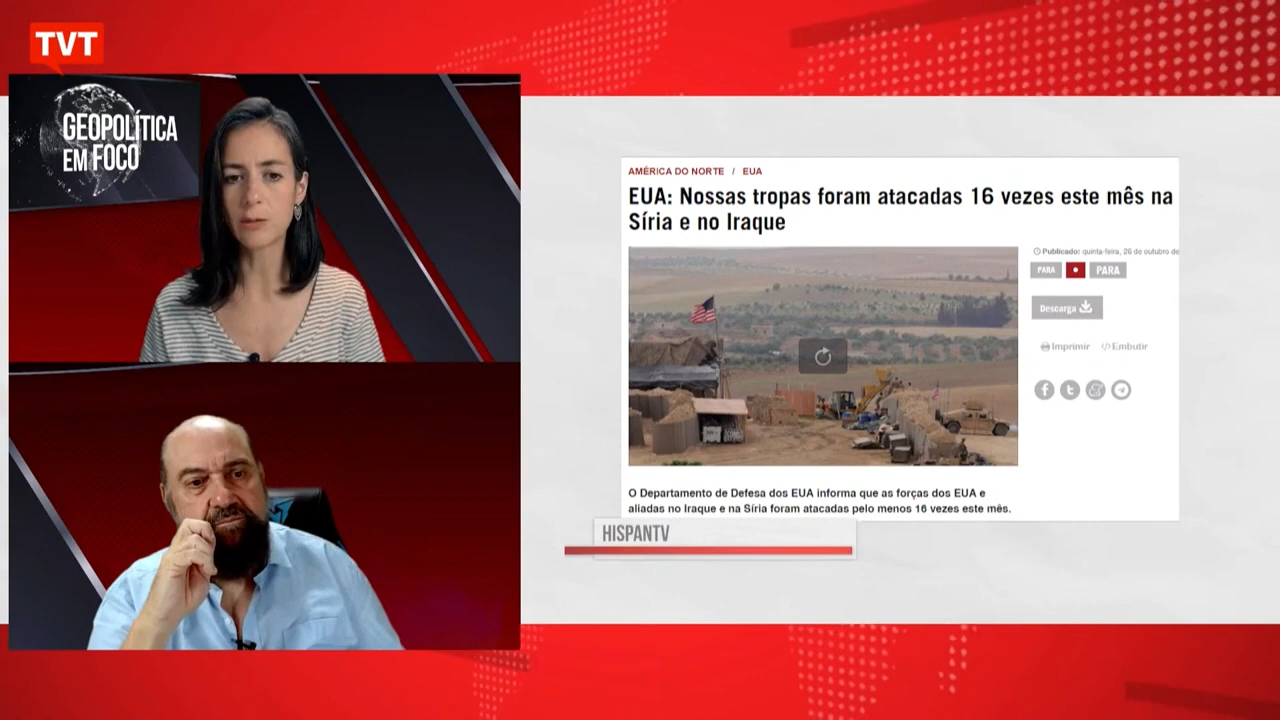 TVT
GEOPOLÍTICA
EM FOCO
AMÉRICA DO NORTE / EUA
EUA: Nossas tropas foram atacadas 16 vezes este mês na
Síria e no Iraque
Publicado: quinta-feira, 26 de outubro de
PARA
PARA
Descarga
Imprimir
</>Embutir
O Departamento de Defesa dos EUA informa que as forças dos EUA e
aliadas no Iraque e na Síria foram atacadas pelo menos 16 vezes este mês.
HISPANTV